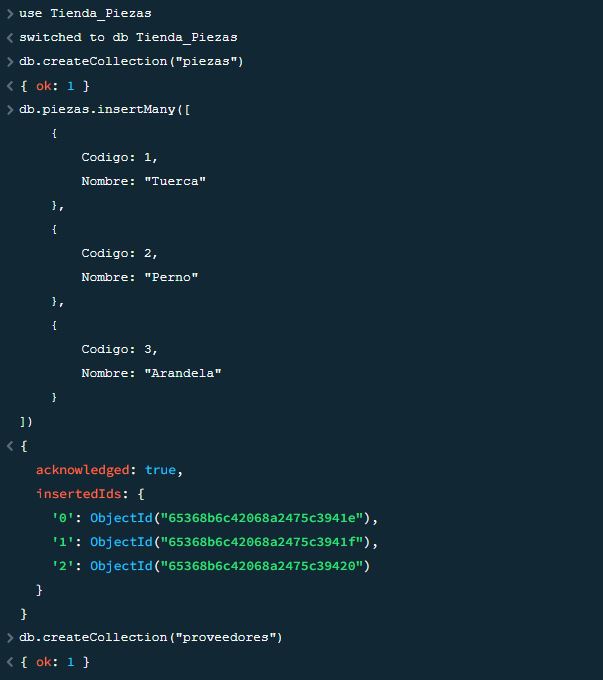 > use Tienda_Piezas
< switched to db Tienda_Piezas
> db.createCollection("piezas")
< { ok: 1 }
> db.piezas.insertMany([
    {
        Codigo: 1,
        Nombre: "Tuerca"
    },
    {
        Codigo: 2,
        Nombre: "Perno"
    },
    {
        Codigo: 3,
        Nombre: "Arandela"
    }
])
< {
  acknowledged: true,
  insertedIds: {
    '0': ObjectId("65368b6c42068a2475c3941e"),
    '1': ObjectId("65368b6c42068a2475c3941f"),
    '2': ObjectId("65368b6c42068a2475c39420")
  }
}
> db.createCollection("proveedores")
< { ok: 1 }